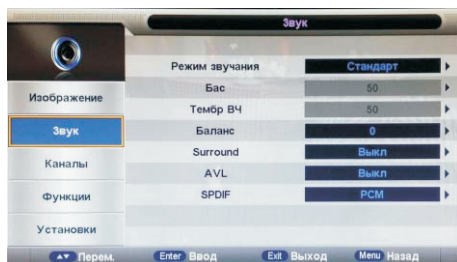 Звук
Режим звучания Стандарт
Бас 50
Тембр ВЧ 50
Баланс 0
Surround Выкл
AVL Выкл
SPDIF PCM
Изображение
Звук
Каналы
Функции
Установки
Перем. Enter Ввод Exit Выход Menu Назад